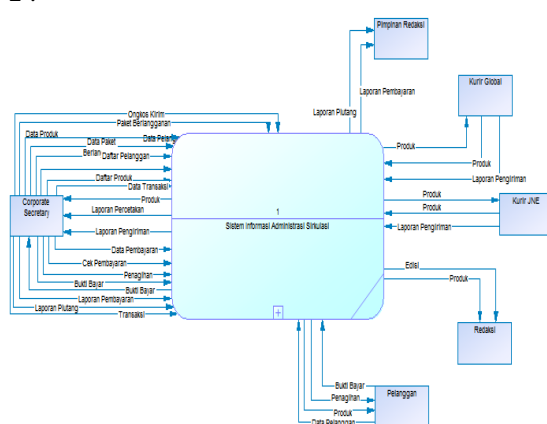 Pimpinan Redaksi
Laporan Piutang
Laporan Pembayaran
Kurir Global
Produk
Produk
Laporan Pengiriman
Produk
Produk
Laporan Pengiriman
Kurir JNE
Edisi
Produk
Redaksi
Ongkos Kirim
Paket Berlangganan
Data Produk
Data Pelang
Data Paket
Berlan
Daftar Pelanggan
Daftar Produk
Data Transaksi
Produk
Laporan Percetakan
Laporan Pengiriman
Corporate
Secretary
1
Sistem Informasi Administrasi Sirkulasi
Data Pembayaran
Cek Pembayaran
Penagihan
Bukti Bayar
Bukti Bayar
Laporan Pembayaran
Laporan Piutang
Transaksi
Bukti Bayar
Penagihan
Produk
Data Pelanggan
Pelanggan